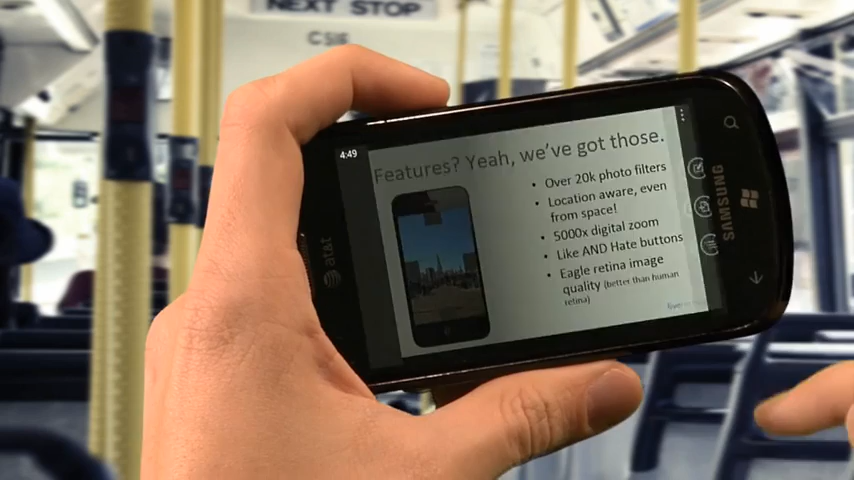 NEXT STOP
4:49
Features? Yeah, we've got those.
• Over 20k photo filters
• Location aware, even
from space!
• 5000x digital zoom
• Like AND Hate buttons
• Eagle retina image
quality (better than human
retina)
at&t
SAMSUNG